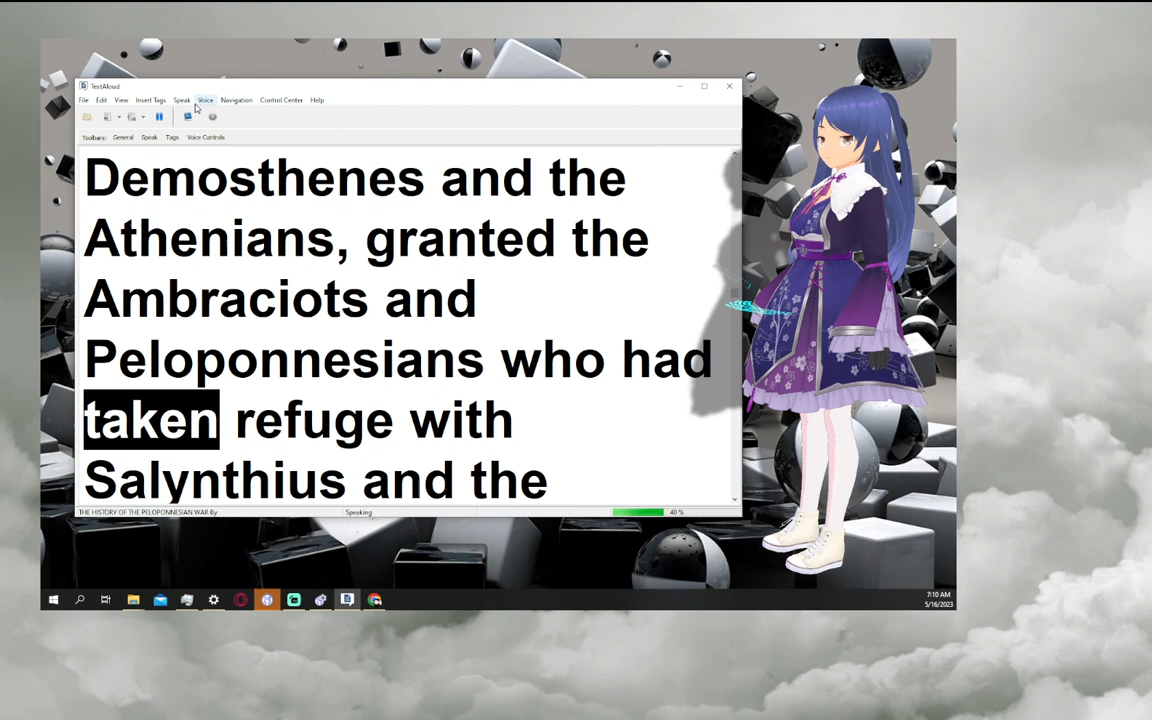 TextAloud
File Edit View Insert Tags Speak Voice Navigation Control Center Help
Toolbars: General Speak Tags Voice Controls
Demosthenes and the
Athenians, granted the
Ambraciots and
Peloponnesians who had
taken refuge with
Salynthius and the
THE HISTORY OF THE PELOPONNESIAN WAR By Speaking 40 %
7:10 AM
5/16/2023